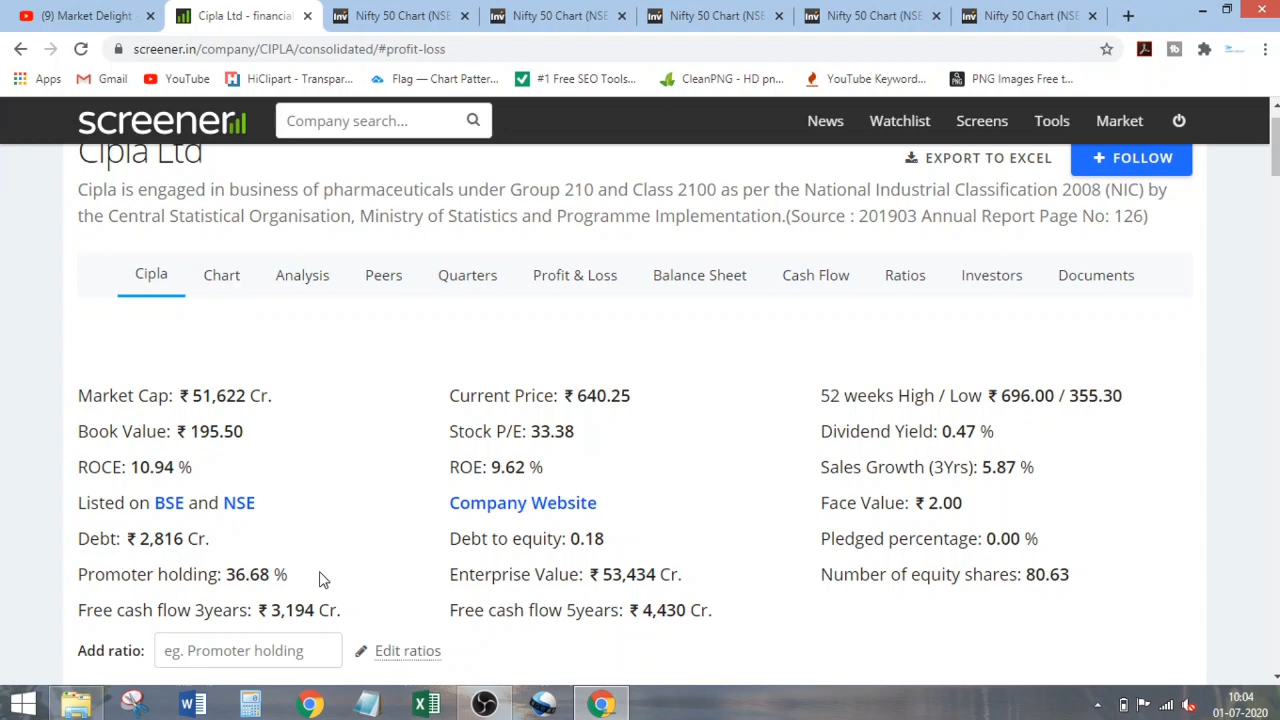 (9) Market Delight -
Cipla Ltd - financia
Nifty 50 Chart (NSE
Nifty 50 Chart (NSE
Nifty 50 Chart (NSE
Nifty 50 Chart (NSE
Nifty 50 Chart (NSE
screener.in/company/CIPLA/consolidated/#profit-loss
Apps
Gmail
YouTube
HiClipart - Transpar...
Flag — Chart Patter...
#1 Free SEO Tools...
CleanPNG - HD pn...
YouTube Keyword...
PNG Images Free t...
screener
Company search...
News
Watchlist
Screens
Tools
Market
Cipla Ltd
EXPORT TO EXCEL
+ FOLLOW
Cipla is engaged in business of pharmaceuticals under Group 210 and Class 2100 as per the National Industrial Classification 2008 (NIC) by
the Central Statistical Organisation, Ministry of Statistics and Programme Implementation.(Source : 201903 Annual Report Page No: 126)
Cipla
Chart
Analysis
Peers
Quarters
Profit & Loss
Balance Sheet
Cash Flow
Ratios
Investors
Documents
Market Cap: ₹ 51,622 Cr.
Current Price: ₹ 640.25
52 weeks High / Low ₹ 696.00 / 355.30
Book Value: ₹ 195.50
Stock P/E: 33.38
Dividend Yield: 0.47 %
ROCE: 10.94 %
ROE: 9.62 %
Sales Growth (3Yrs): 5.87 %
Listed on BSE and NSE
Company Website
Face Value: ₹ 2.00
Debt: ₹ 2,816 Cr.
Debt to equity: 0.18
Pledged percentage: 0.00 %
Promoter holding: 36.68 %
Enterprise Value: ₹ 53,434 Cr.
Number of equity shares: 80.63
Free cash flow 3years: ₹ 3,194 Cr.
Free cash flow 5years: ₹ 4,430 Cr.
Add ratio:
eg. Promoter holding
Edit ratios
10:04
01-07-2020